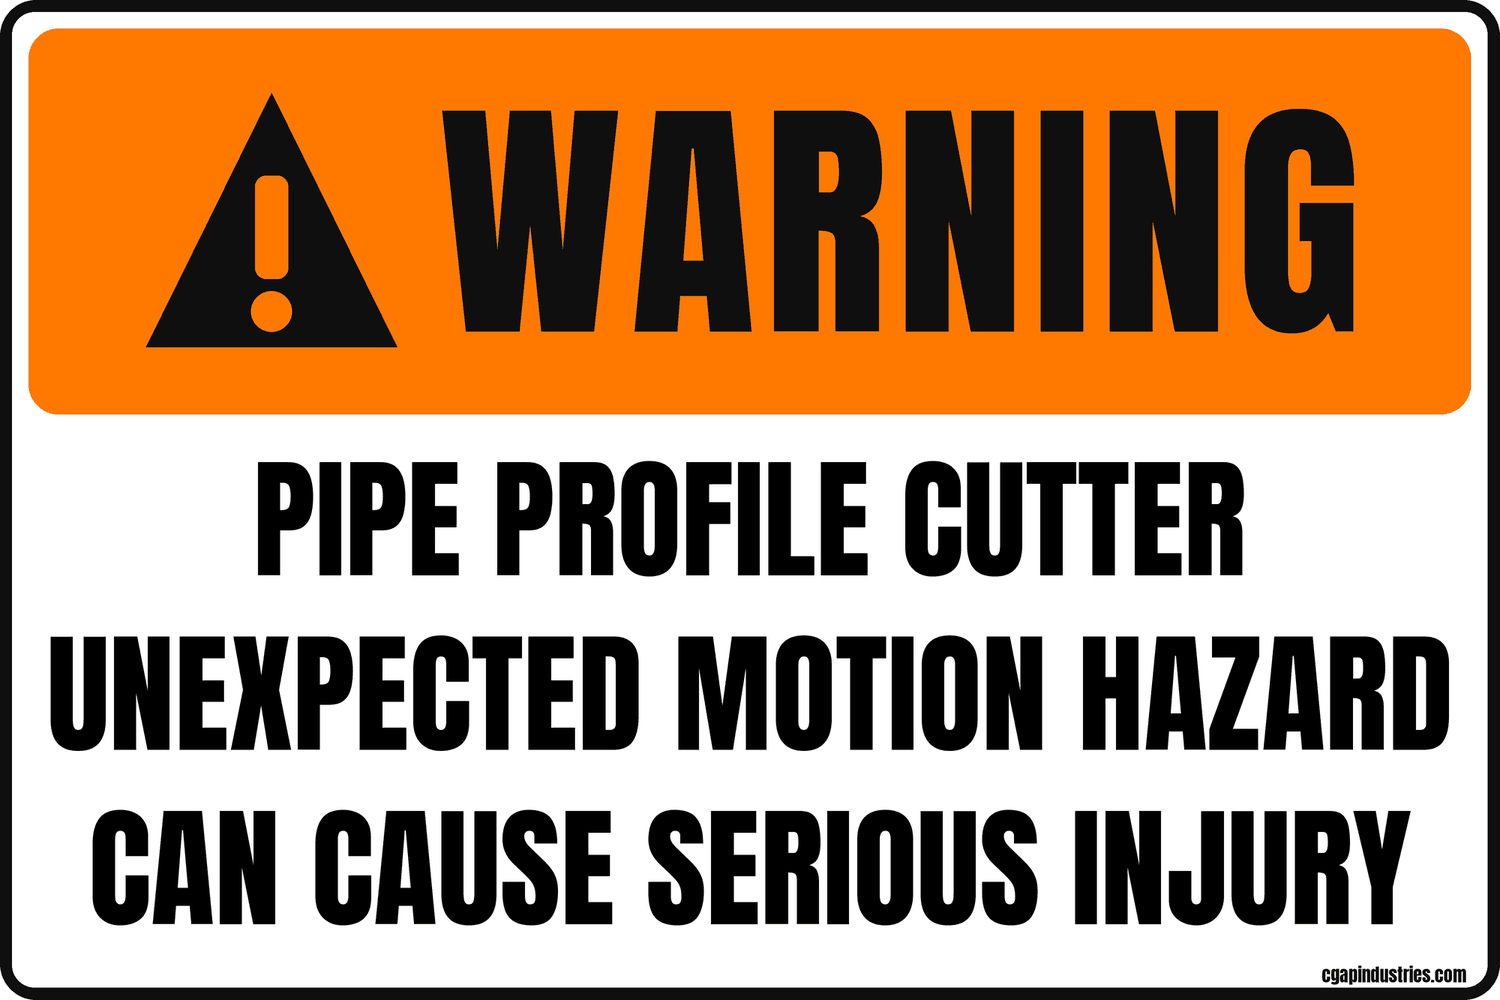 WARNING
PIPE PROFILE CUTTER
UNEXPECTED MOTION HAZARD
CAN CAUSE SERIOUS INJURY
cgapindustries.com